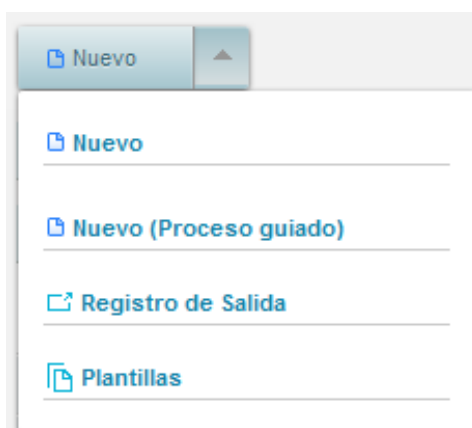 Nuevo
Nuevo
Nuevo (Proceso guiado)
Registro de Salida
Plantillas